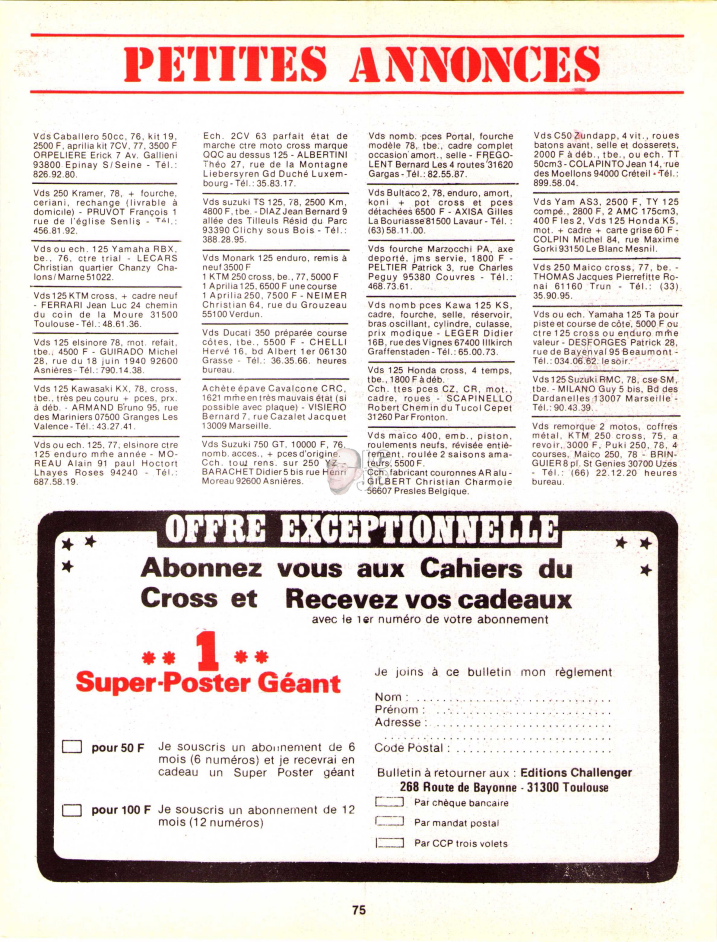 PETITES ANNONCES
Vds Caballero 50cc, 76, kit 19,
2500 F, aprilia kit 7CV, 77, 3500 F
ORPELIERE Erick 7 Av. Gallieni
93800 Epinay S/Seine - Tél.:
826.92.80.
Vds 250 Kramer, 78, + fourche,
ceriani, rechange (livrable à
domicile) - PRUVOT François 1
rue de l'église Senlis - Tél.:
456.81.92.
Vds ou ech. 125 Yamaha RBX,
be., 76, ctre trial - LECARS
Christian quartier Chanzy Cha-
lons/Marne 51022.
Vds 125 KTM cross, + cadre neuf
- FERRARI Jean Luc 24 chemin
du coin de la Moure 31500
Toulouse - Tél.: 48.61.36.
Vds 125 elsinore 78, mot. refait,
tbe., 4500 F - GUIRADO Michel
28, rue du 18 juin 1940 92600
Asnières - Tél.: 790.14.38.
Vds 125 Kawasaki KX, 78, cross,
tbe., très peu couru + pces, prx.
à déb. - ARMAND Bruno 95, rue
des Mariniers 07500 Granges Les
Valence - Tél.: 43.27.41.
Vds ou ech. 125, 77, elsinore ctre
125 enduro mme année - MO-
REAU Alain 91 paul Hoctort
Lhayes Roses 94240 - Tél.:
687.58.19.
Ech. 2CV 63 parfait état de
marche ctre moto cross marque
QQC au dessus 125 - ALBERTINI
Théo 27, rue de la Montagne
Liebersyren Gd Duché Luxem-
bourg - Tél.: 35.83.17.
Vds suzuki TS 125, 78, 2500 Km,
4800 F, tbe. - DIAZ Jean Bernard 9
allée des Tilleuls Résid du Parc
93390 Clichy sous Bois - Tél.:
388.28.95.
Vds Monark 125 enduro, remis à
neuf 3500 F
1 KTM 250 cross, be., 77, 5000 F
1 Aprilia 125, 6500 F une course
1 Aprilia 250, 7500 F - NEIMER
Christian 64, rue du Grouzeau
55100 Verdun.
Vds Ducati 350 préparée course
côtes, tbe., 5500 F - CHELLI
Hervé 16, bd Albert 1er 06130
Grasse - Tél.: 36.35.66. heures
bureau.
Achète épave Cavalcone CRC,
1621 mme en très mauvais état (si
possible avec plaque) - VISIERO
Bernard 7, rue Cazalet Jacquet
13009 Marseille.
Vds Suzuki 750 GT, 10000 F, 76,
nomb. acces., + pces d'origine.
Cch. tous rens. sur 250 YZ
BARACHET Didier 5 bis rue Henri
Moreau 92600 Asnières.
Vds nomb. pces Portal, fourche
modèle 78, tbe., cadre complet
occasion amort., selle - FREGO-
LENT Bernard Les 4 routes 31620
Gargas - Tél.: 82.55.87.
Vds Bultaco 2, 78, enduro, amort,
koni + pot cross et pces
détachées 6500 F - AXISA Gilles
La Bouriasse 81500 Lavaur - Tél. :
(63) 58.11.00.
Vds fourche Marzocchi PA, axe
deporté, jms servie, 1800 F -
PELTIER Patrick 3, rue Charles
Peguy 95380 Couvres - Tél.:
468.73.61.
Vds nomb pces Kawa 125 KS,
cadre, fourche, selle, réservoir,
bras oscillant, cylindre, culasse,
prix modique - LEGER Didier
16B, rue des Vignes 67400 Illkirch
Graffenstaden - Tél.: 65.00.73.
Vds 125 Honda cross, 4 temps,
tbe., 1800 F à déb.
Cch. ttes pces CZ, CR, mot.,
cadre, roues - SCAPINELLO
Robert Chemin du Tucol Cepet
31260 Par Fronton.
Vds maïco 400, emb., piston,
roulements neufs, révisée entiè-
rement, roulée 2 saisons ama-
teurs, 5500 F.
Cch. fabricant couronnes AR alu -
GILBERT Christian Charmoie
56607 Presles Belgique.
Vds C50 Zundapp, 4 vit., roues
batons avant, selle et dosserets,
2000 F à déb., tbe., ou ech. TT
50cm3 - COLAPINTO Jean 14, rue
des Moellons 94000 Créteil - Tél.:
899.58.04.
Vds Yam AS3, 2500 F, TY 125
compé., 2800 F, 2 AMC 175cm3,
400 F les 2, Vds 125 Honda K5,
mot. + cadre + carte grise 60 F -
COLPIN Michel 84, rue Maxime
Gorki 93150 Le Blanc Mesnil.
Vds 250 Maico cross, 77, be. -
THOMAS Jacques Pierrefitte Ro-
nai 61160 Trun - Tél.: (33)
35.90.95.
Vds ou ech. Yamaha 125 Ta pour
piste et course de côte, 5000 F ou
ctre 125 cross ou enduro mme
valeur - DESFORGES Patrick 28,
rue de Bayenval 95 Beaumont -
Tél.: 034.06.62. le soir.
Vds 125 Suzuki RMC, 78, cse SM,
tbe. - MILANO Guy 5 bis, Bd des
Dardanelles 13007 Marseille -
Tél.: 90.43.39.
Vds remorque 2 motos, coffres
métal, KTM 250 cross, 75, a
revoir, 3000 F, Puki 250, 78, 4
courses, Maico 250, 78 - BRIN-
GUIER 8 pl. St Genies 30700 Uzes
- Tél.: (66) 22.12.20 heures
bureau.
OFFRE EXCEPTIONNELLE
Abonnez vous aux Cahiers du
Cross et Recevez vos cadeaux
avec le 1er numéro de votre abonnement
** 1 **
Super-Poster Géant
pour 50 F Je souscris un abonnement de 6
mois (6 numéros) et je recevrai en
cadeau un Super Poster géant
pour 100 F Je souscris un abonnement de 12
mois (12 numéros)
Je joins à ce bulletin mon règlement
Nom :
Prénom :
Adresse :
Code Postal :
Bulletin à retourner aux : Editions Challenger
268 Route de Bayonne - 31300 Toulouse
Par chèque bancaire
Par mandat postal
Par CCP trois volets
75